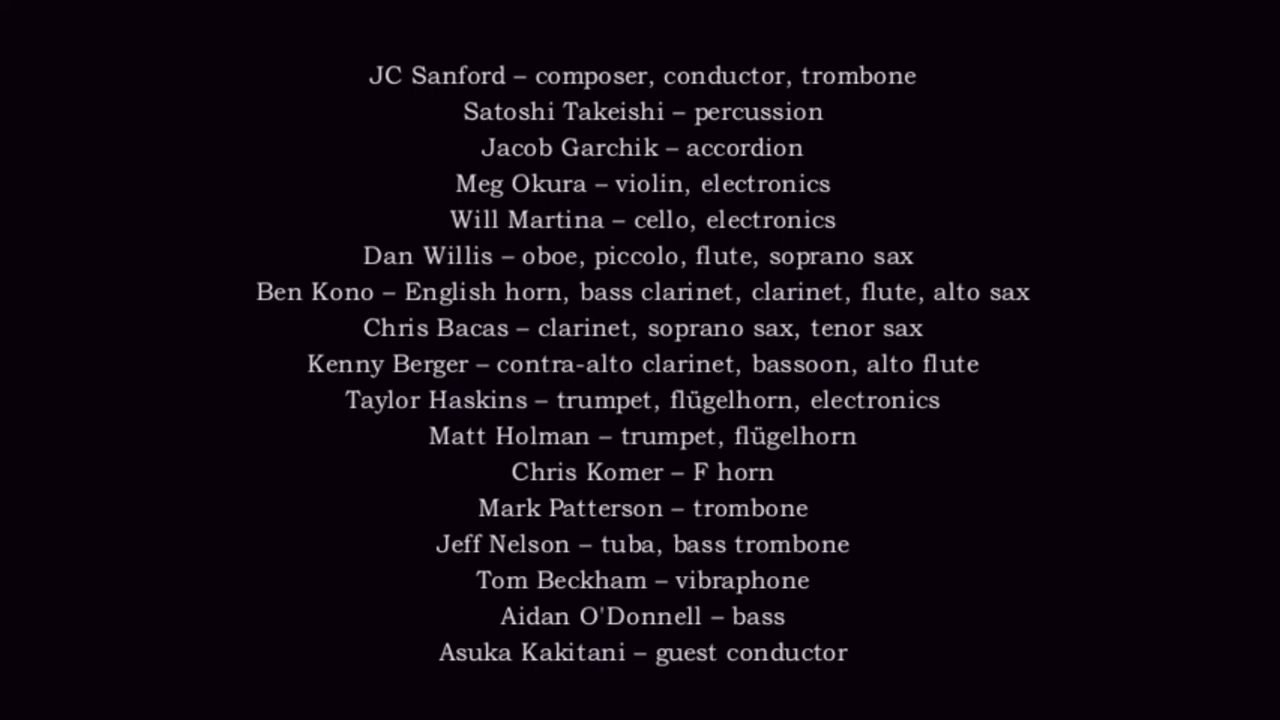 JC Sanford – composer, conductor, trombone
Satoshi Takeishi – percussion
Jacob Garchik – accordion
Meg Okura – violin, electronics
Will Martina – cello, electronics
Dan Willis – oboe, piccolo, flute, soprano sax
Ben Kono – English horn, bass clarinet, clarinet, flute, alto sax
Chris Bacas – clarinet, soprano sax, tenor sax
Kenny Berger – contra-alto clarinet, bassoon, alto flute
Taylor Haskins – trumpet, flügelhorn, electronics
Matt Holman – trumpet, flügelhorn
Chris Komer – F horn
Mark Patterson – trombone
Jeff Nelson – tuba, bass trombone
Tom Beckham – vibraphone
Aidan O'Donnell – bass
Asuka Kakitani – guest conductor